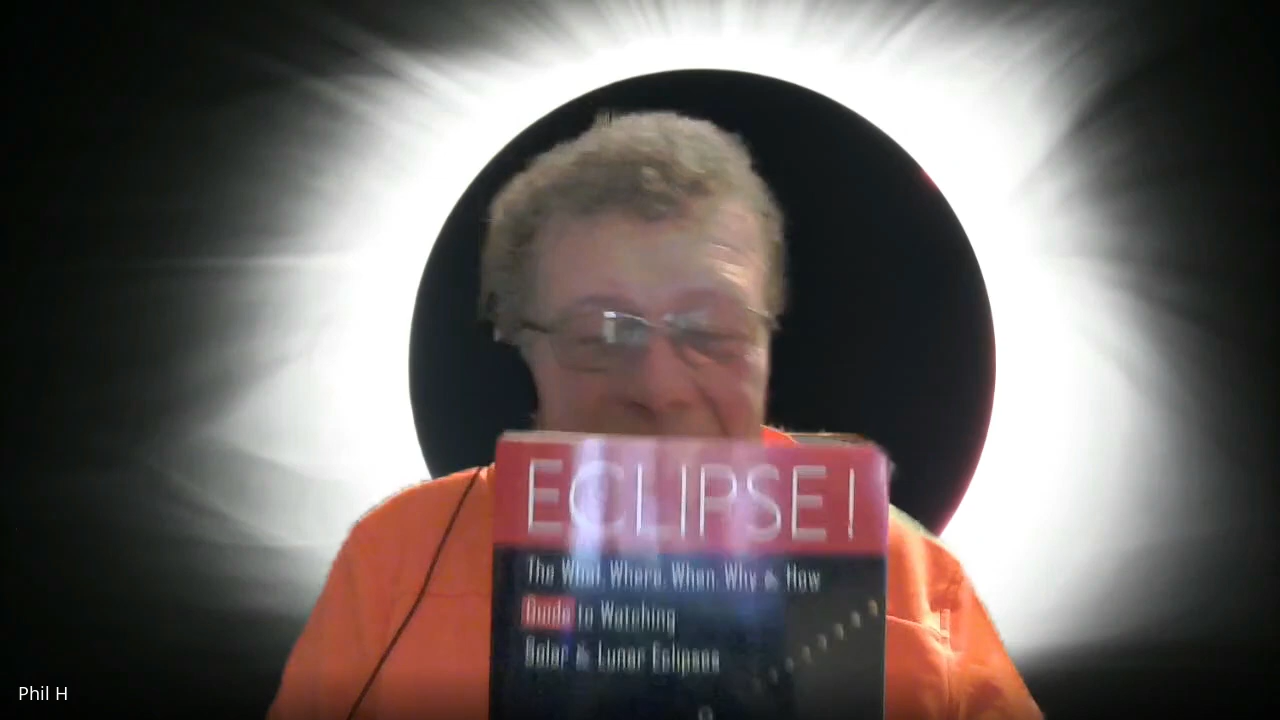 ECLIPSE!
The What, Where, When, Why & How
Guide to Watching
Solar & Lunar Eclipses
Phil H